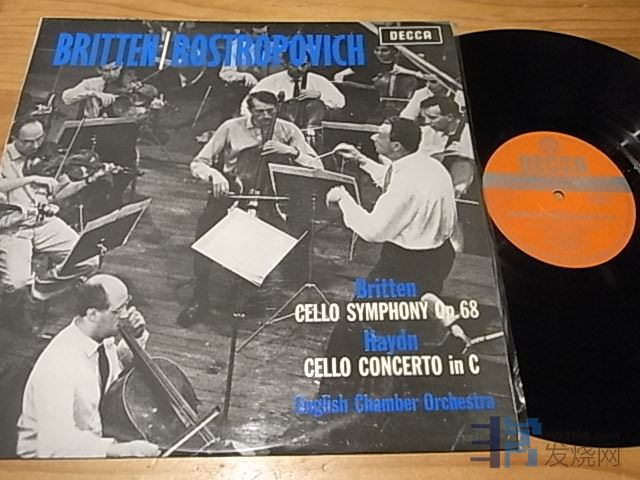 DECCA
BRITTEN/ROSTROPOVICH
Britten
CELLO SYMPHONY Op.68
Haydn
CELLO CONCERTO in C
English Chamber Orchestra
DECCA
发烧网